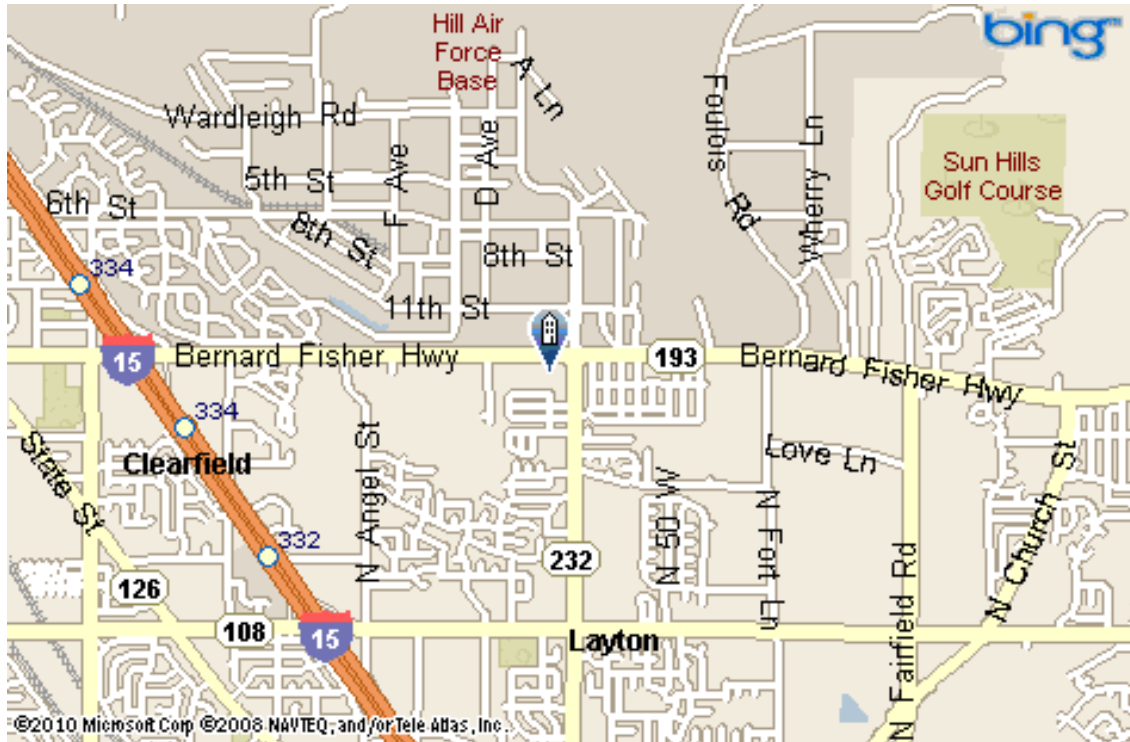 Hill Air
Force
Base
bing™
A Ln
Wardleigh Rd
Foulois
Rd
Wherry Ln
Sun Hills
Golf Course
5th St
F Ave
D Ave
6th St
8th St
8th St
334
11th St
15
Bernard Fisher Hwy
193
Bernard Fisher Hwy
334
Clearfield
State St
N Angel St
Love Ln
N 50 W
N Fort Ln
N Church St
332
232
126
N Fairfield Rd
108
15
Layton
©2010 Microsoft Corp ©2008 NAVTEQ, and/or Tele Atlas, Inc.